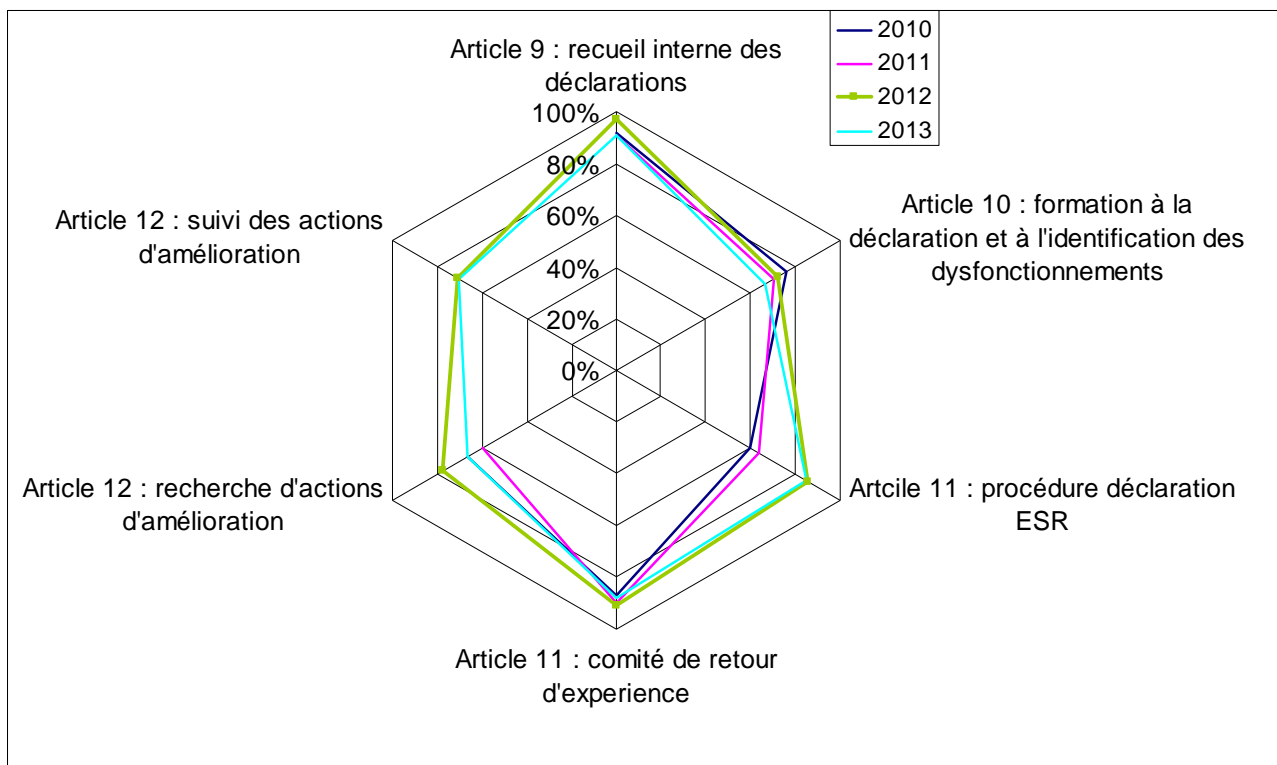 2010
2011
2012
2013
Article 9 : recueil interne des
déclarations
100%
80%
60%
40%
20%
0%
Article 10 : formation à la
déclaration et à l'identification des
dysfonctionnements
Artcile 11 : procédure déclaration
ESR
Article 11 : comité de retour
d'experience
Article 12 : recherche d'actions
d'amélioration
Article 12 : suivi des actions
d'amélioration